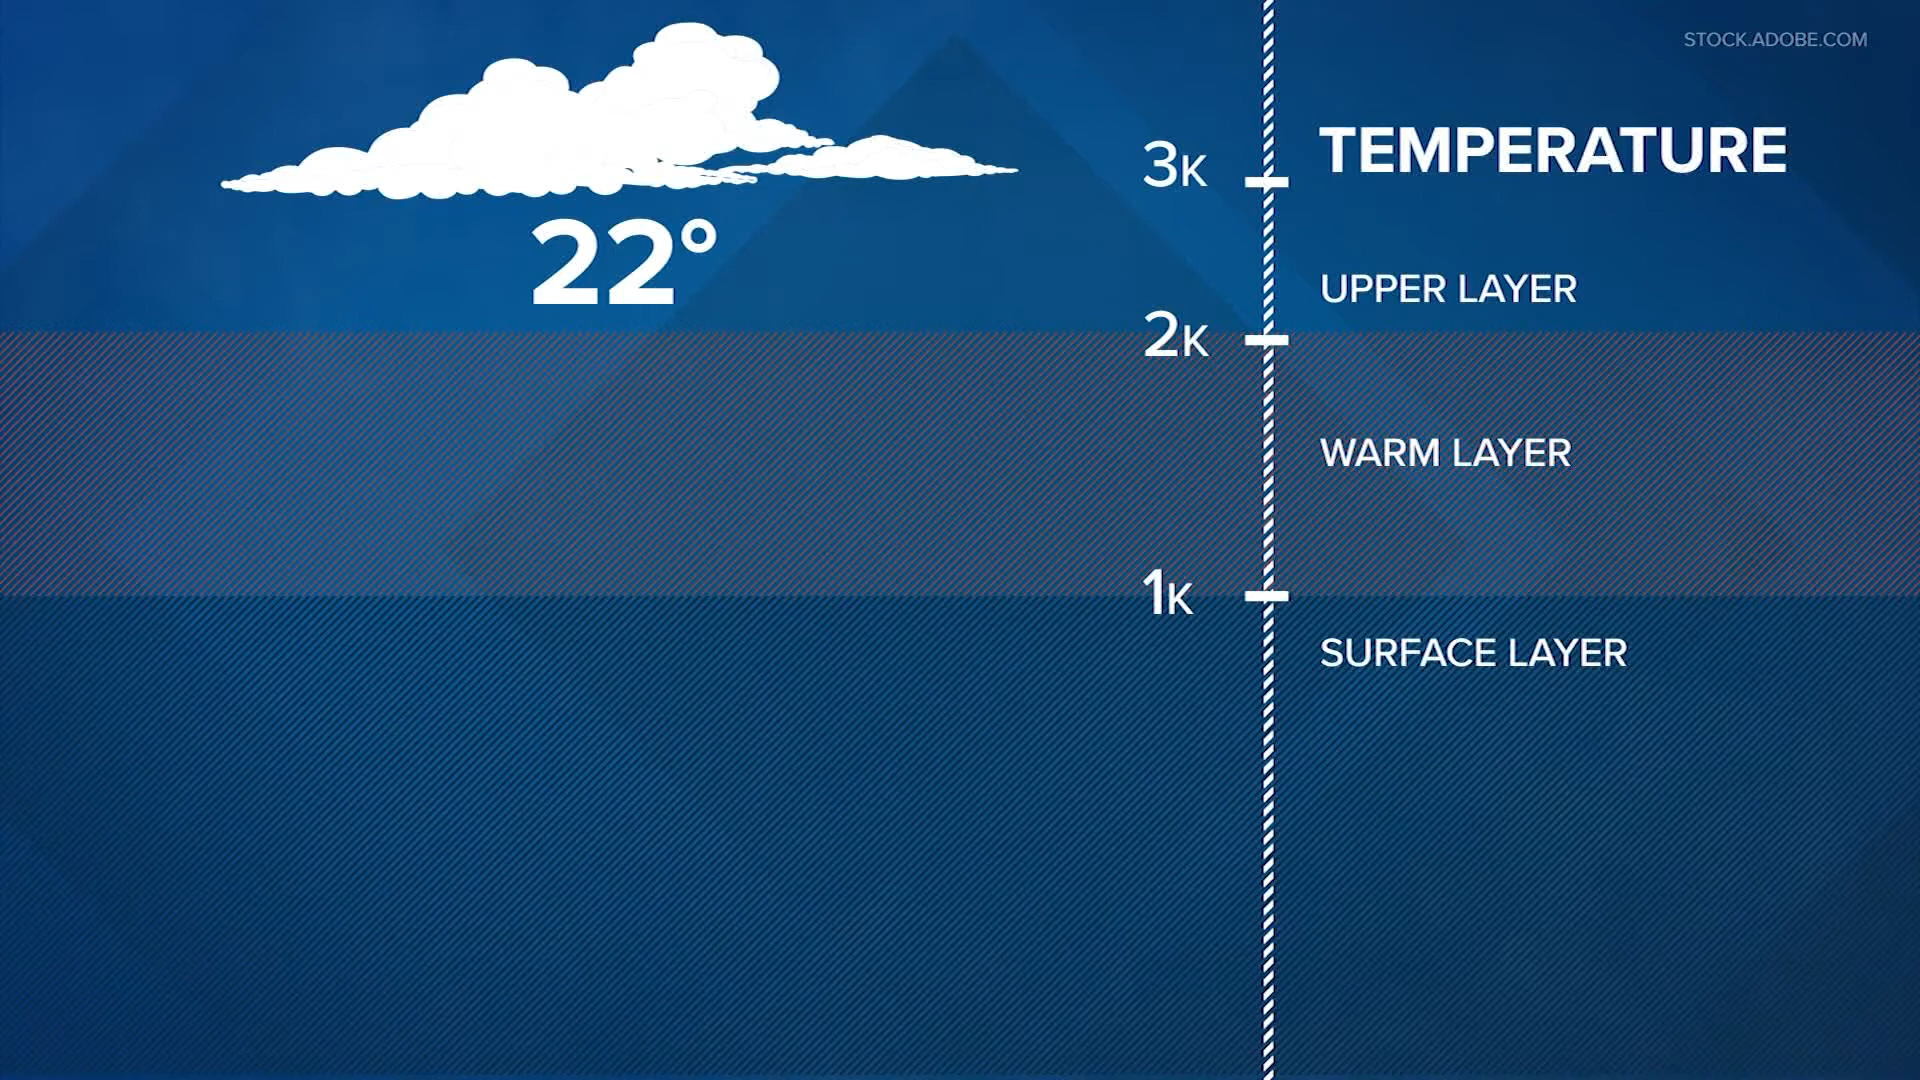 STOCK.ADOBE.COM
3K
TEMPERATURE
22°
UPPER LAYER
2K
WARM LAYER
1K
SURFACE LAYER